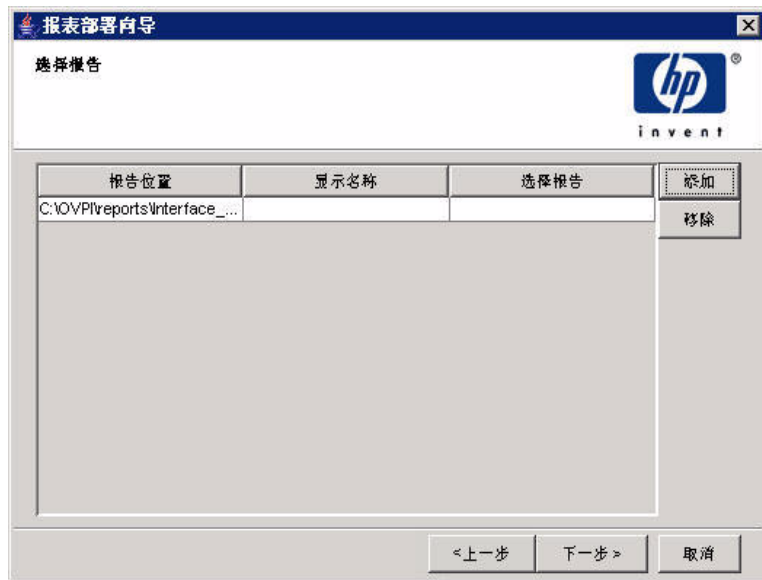 报表部署向导
选择报告
hp
®
invent
报告位置 显示名称 选择报告 添加
C:\OVPI\reports\Interface_...
移除
<上一步 下一步> 取消